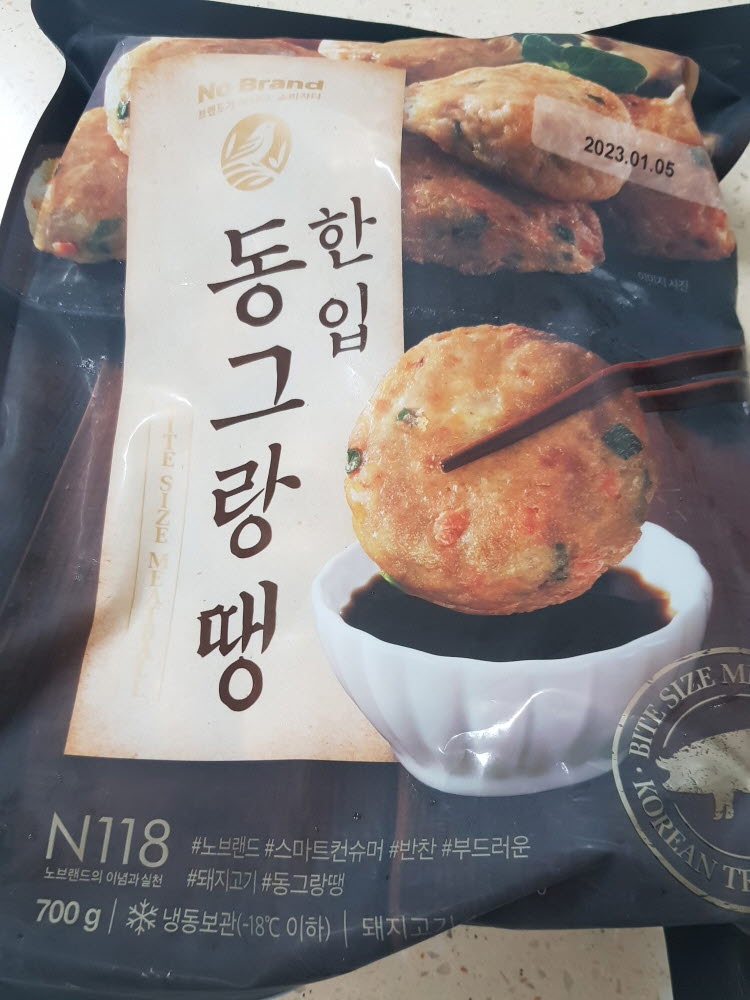 No Brand
2023.01.05
한입
동그랑땡
이미지 사진
BITE SIZE MEATBALL
BITE SIZE M
KOREAN TR
N118
노브랜드의 이념과 실천
#노브랜드 #스마트컨슈머 #반찬 #부드러운
#돼지고기 #동그랑땡
700 g | 냉동보관(-18℃ 이하) | 돼지고기